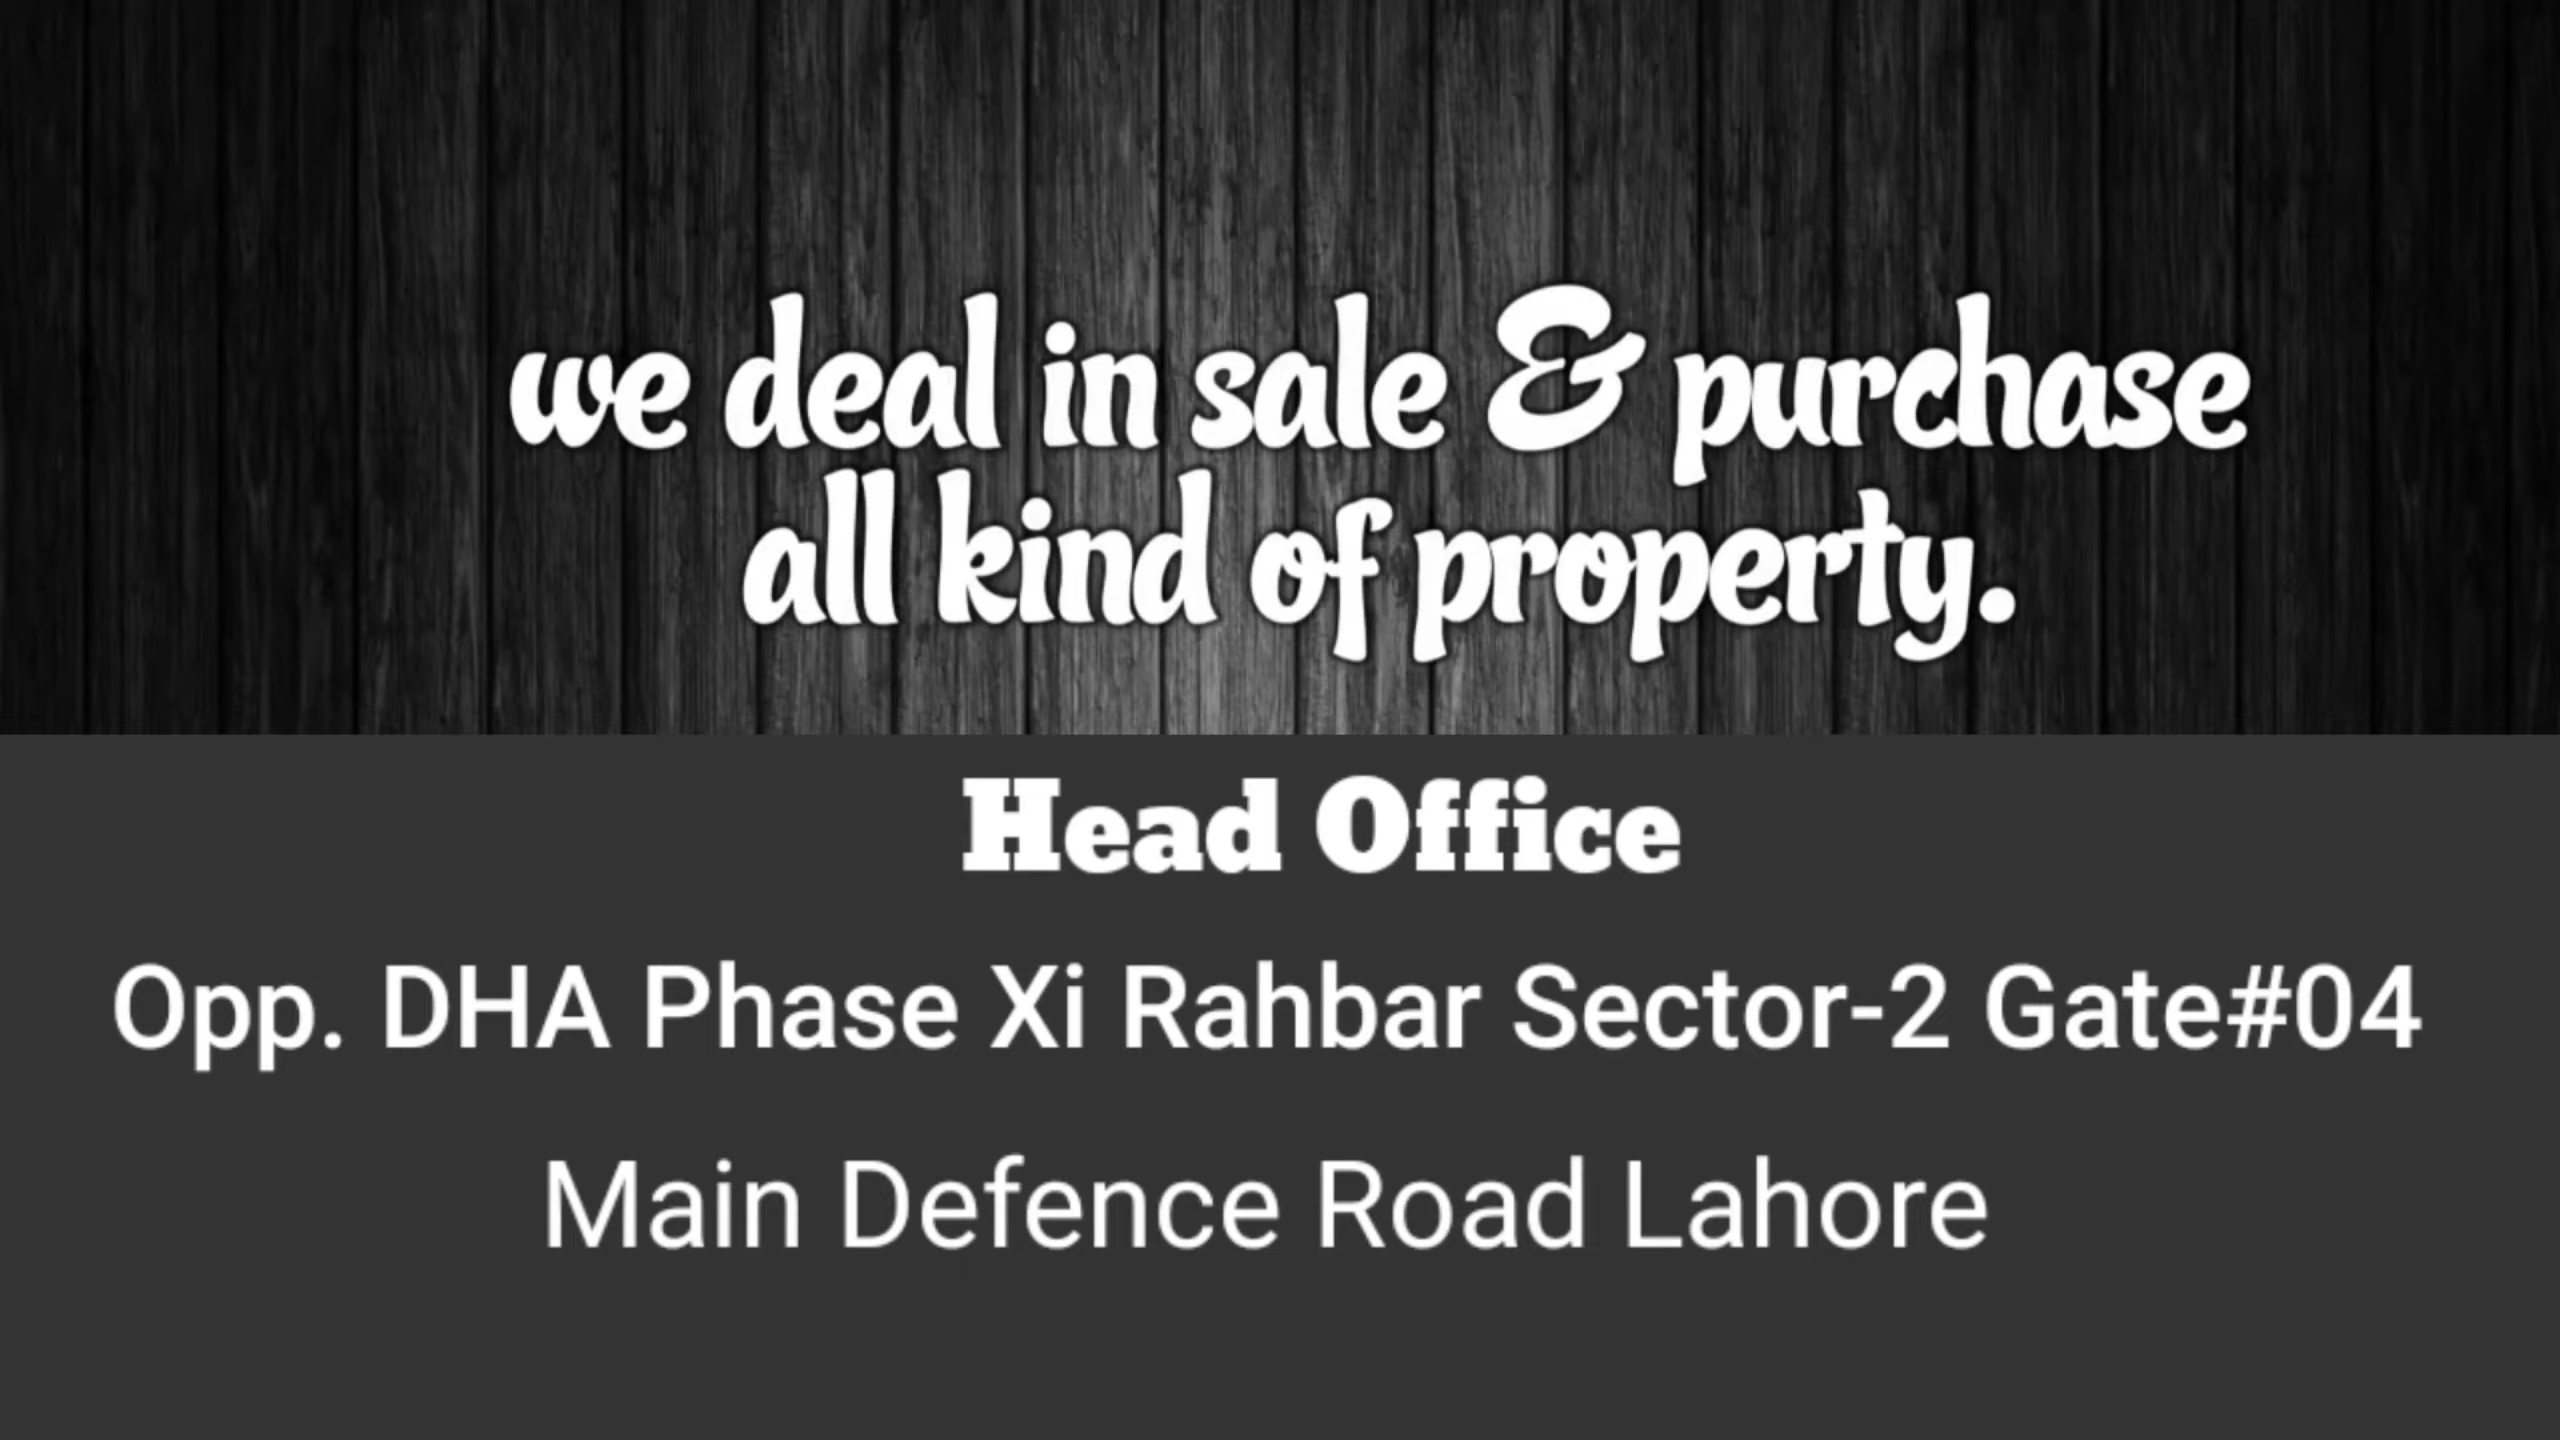 we deal in sale & purchase
all kind of property.
Head Office
Opp. DHA Phase Xi Rahbar Sector-2 Gate#04
Main Defence Road Lahore